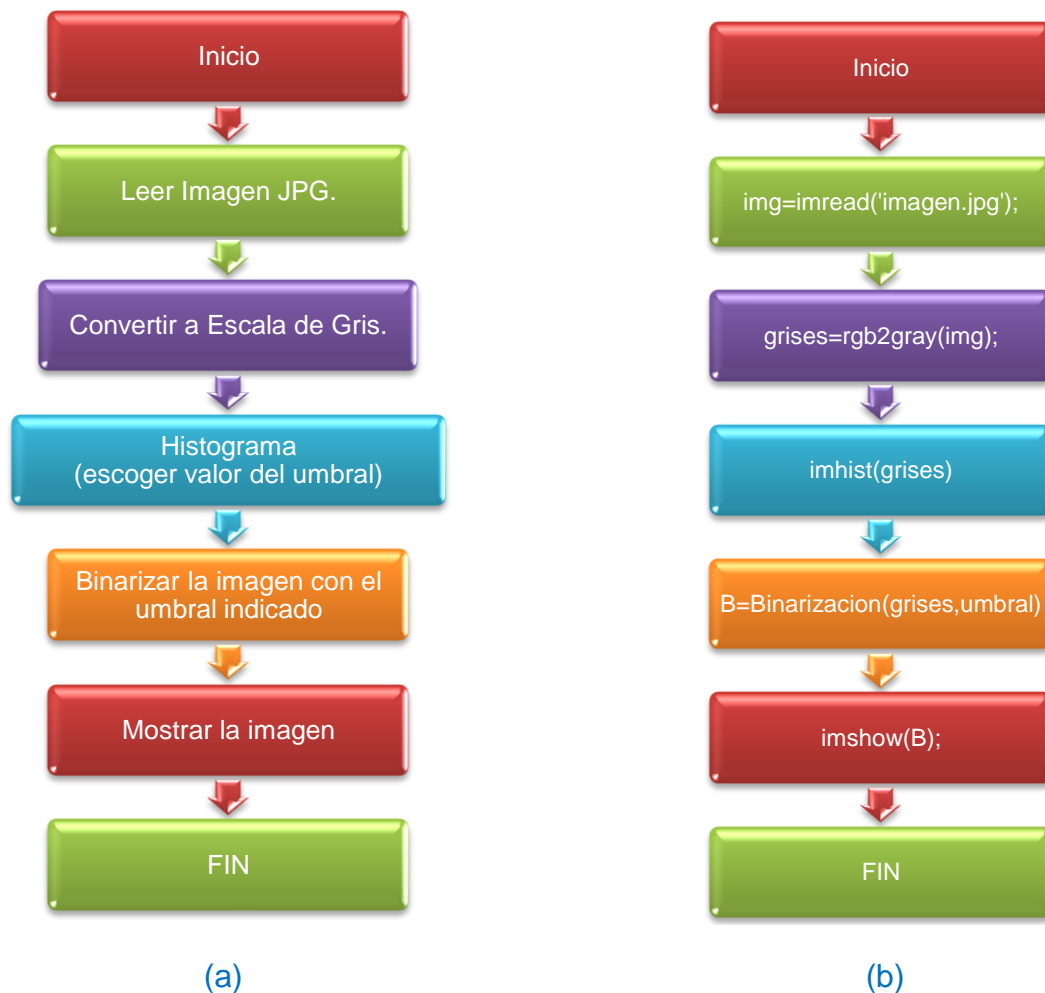 Inicio
Leer Imagen JPG.
Convertir a Escala de Gris.
Histograma
(escoger valor del umbral)
Binarizar la imagen con el
umbral indicado
Mostrar la imagen
FIN
(a)
Inicio
img=imread('imagen.jpg');
grises=rgb2gray(img);
imhist(grises)
B=Binarizacion(grises,umbral)
imshow(B);
FIN
(b)